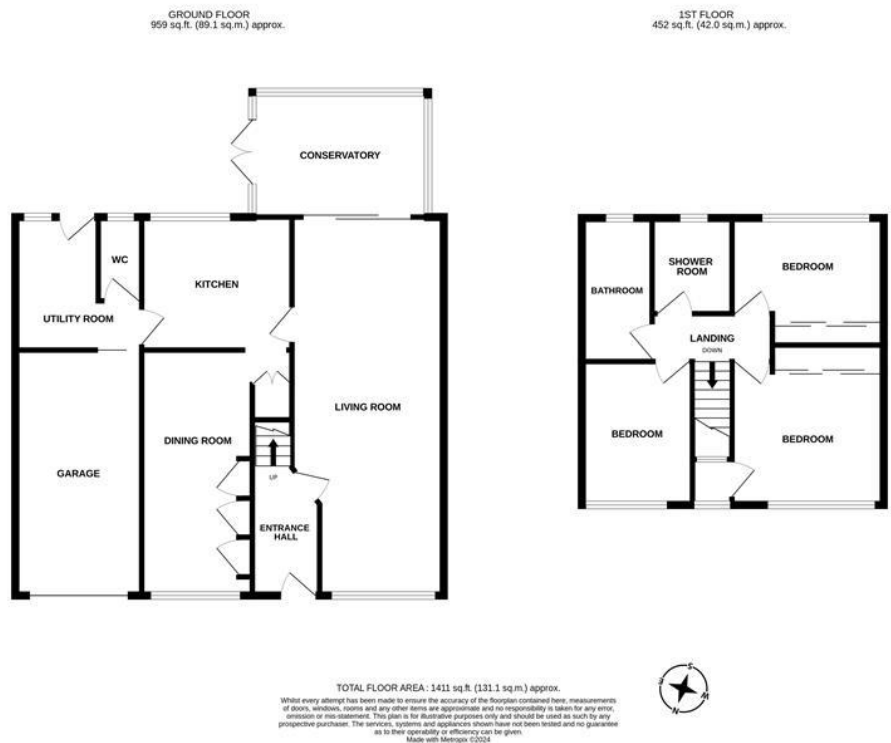 GROUND FLOOR
959 sq.ft. (89.1 sq.m.) approx.
1ST FLOOR
452 sq.ft. (42.0 sq.m.) approx.
CONSERVATORY
WC
KITCHEN
UTILITY ROOM
LIVING ROOM
DINING ROOM
GARAGE
UP
ENTRANCE
HALL
SHOWER
ROOM
BEDROOM
BATHROOM
LANDING
DOWN
BEDROOM
BEDROOM
TOTAL FLOOR AREA : 1411 sq.ft. (131.1 sq.m.) approx.
Whilst every attempt has been made to ensure the accuracy of the floorplan contained here, measurements
of doors, windows, rooms and any other items are approximate and no responsibility is taken for any error,
omission or mis-statement. This plan is for illustrative purposes only and should be used as such by any
prospective purchaser. The services, systems and appliances shown have not been tested and no guarantee
as to their operability or efficiency can be given.
Made with Metropix ©2024
S
E
W
N